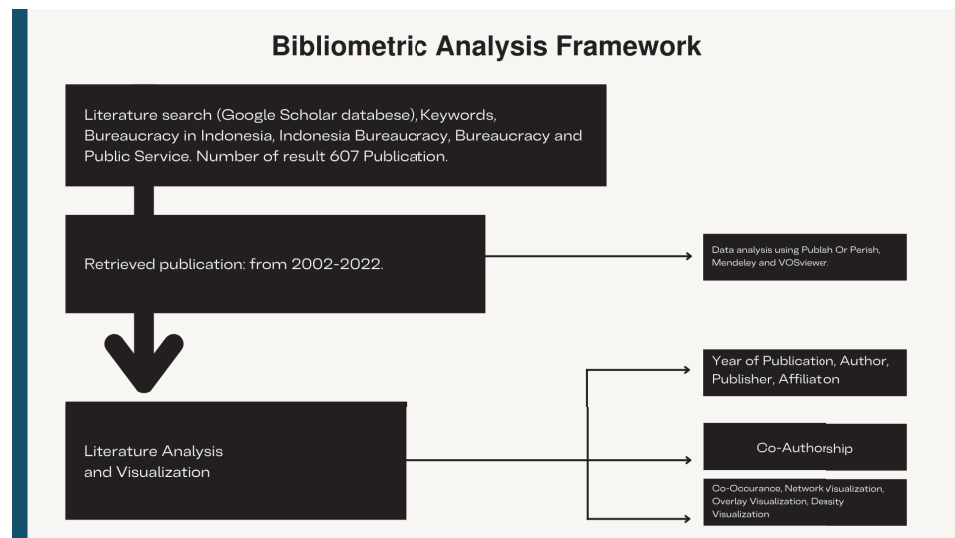 Bibliometric Analysis Framework
Literature search (Google Scholar databese), Keywords,
Bureaucracy in Indonesia, Indonesia Bureaucracy, Bureaucracy and
Public Service. Number of result 607 Publication.
Retrieved publication: from 2002-2022.
Data analysis using Publish Or Perish,
Mendeley and VOSviewer.
Year of Publication, Author,
Publisher, Affiliaton
Literature Analysis
and Visualization
Co-Authorship
Co-Occurance, Network Visualization,
Overlay Visualization, Density
Visualization